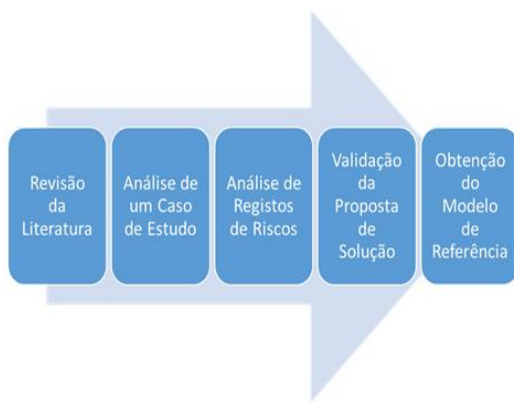 Revisão
da
Literatura
Análise de
um Caso
de Estudo
Análise de
Registos
de Riscos
Validação
da
Proposta
de
Solução
Obtenção
do
Modelo
de
Referência